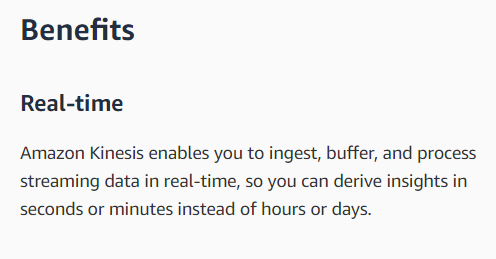 Benefits
Real-time
Amazon Kinesis enables you to ingest, buffer, and process
streaming data in real-time, so you can derive insights in
seconds or minutes instead of hours or days.